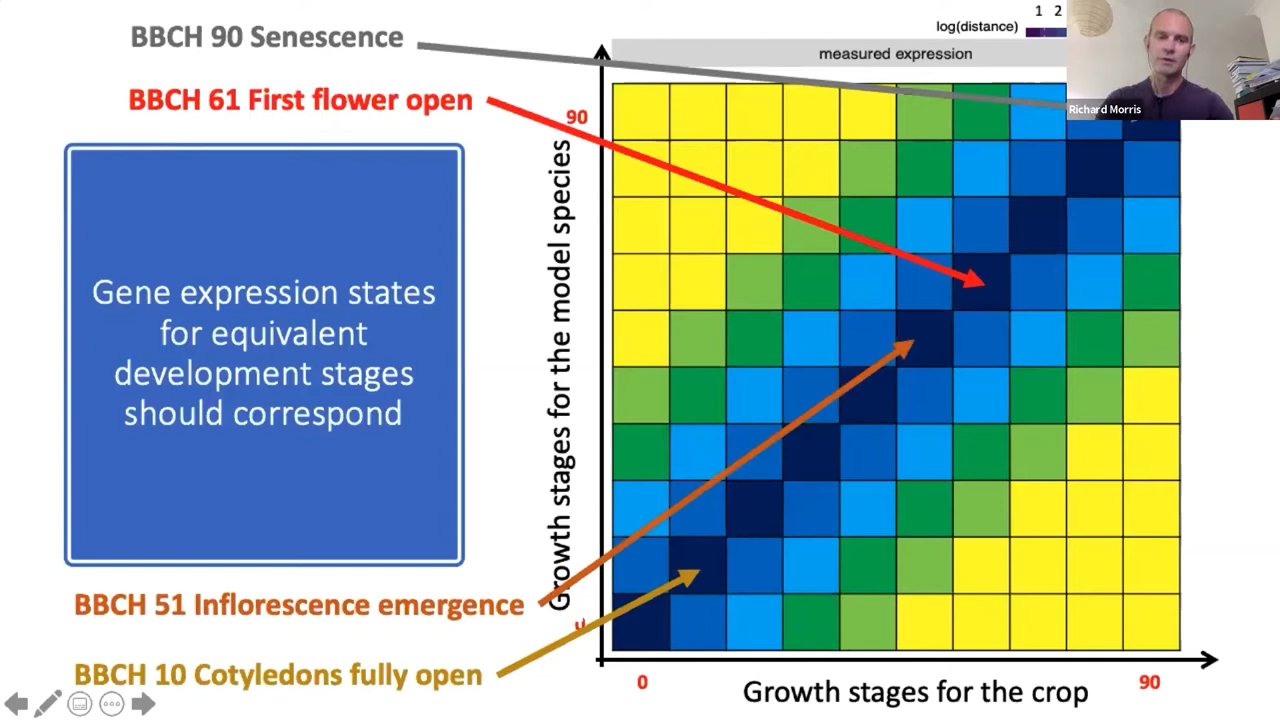 BBCH 90 Senescence
BBCH 61 First flower open
Gene expression states
for equivalent
development stages
should correspond
BBCH 51 Inflorescence emergence
BBCH 10 Cotyledons fully open
1 2
log(distance)
measured expression
Richard Morris
90
Growth stages for the model species
0 90
Growth stages for the crop